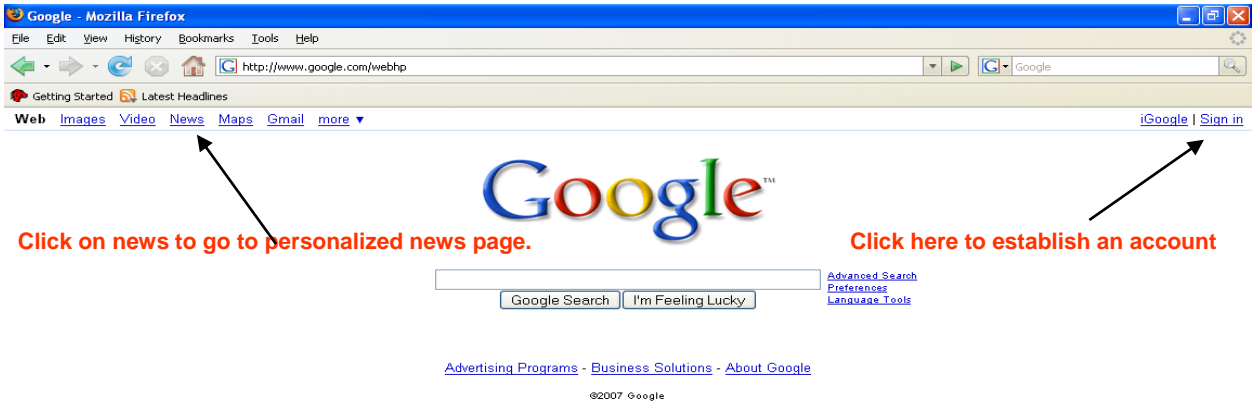 Google - Mozilla Firefox
File Edit View History Bookmarks Tools Help
G http://www.google.com/webhp G Google
Getting Started Latest Headlines
Web Images Video News Maps Gmail more ▼ iGoogle | Sign in
Google™
Click on news to go to personalized news page. Click here to establish an account
Advanced Search
Preferences
Language Tools
Google Search I'm Feeling Lucky
Advertising Programs - Business Solutions - About Google
©2007 Google